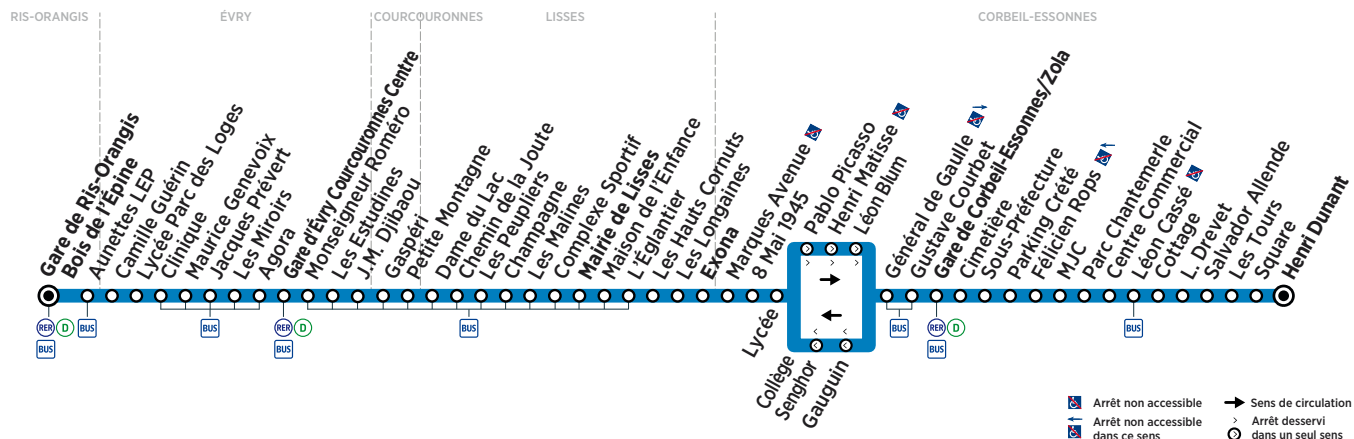 RIS-ORANGIS
ÉVRY
COURCOURONNES
LISSES
CORBEIL-ESSONNES
Gare de Ris-Orangis
Bois de l'Épine
Aunettes LEP
Camille Guérin
Lycée Parc des Loges
Clinique
Maurice Genevoix
Jacques Prévert
Les Miroirs
Agora
Gare d'Évry Courcouronnes Centre
Monseigneur Roméro
Les Estudines
J.M. Djibaou
Gaspéri
Petite Montagne
Dame du Lac
Chemin de la Joute
Les Peupliers
Champagne
Les Malines
Complexe Sportif
Mairie de Lisses
Maison de l'Enfance
L'Églantier
Les Hauts Cornuts
Les Longaines
Exona
Marques Avenue
8 Mai 1945
Lycée
Pablo Picasso
Henri Matisse
Léon Blum
Collège
Senghor
Gauguin
Général de Gaulle
Gustave Courbet
Gare de Corbeil-Essonnes/Zola
Cimetière
Sous-Préfecture
Parking Crété
Félicien Rops
MJC
Parc Chantemerle
Centre Commercial
Léon Cassé
Cottage
L. Drevet
Salvador Allende
Les Tours
Square
Henri Dunant
RER D
BUS
BUS
BUS
RER D
BUS
BUS
BUS
RER D
BUS
BUS
Arrêt non accessible
Arrêt non accessible
dans ce sens
Sens de circulation
Arrêt desservi
dans un seul sens